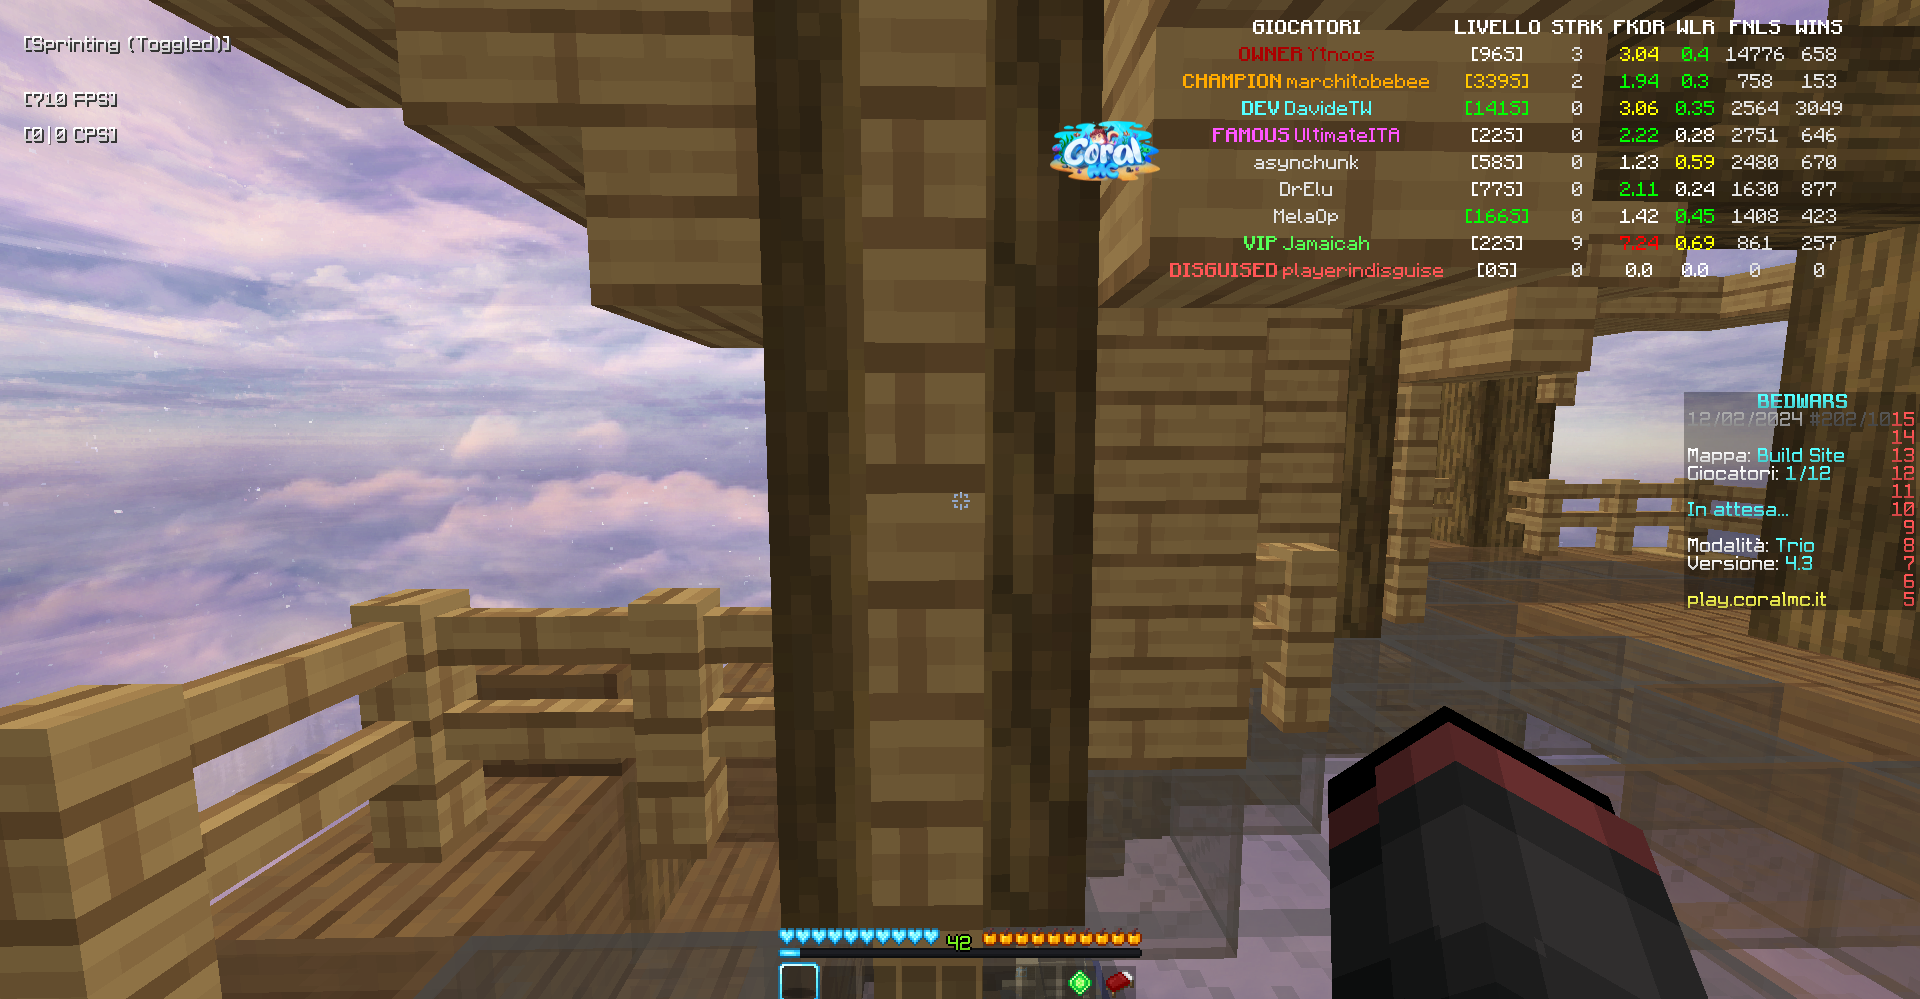 [Sprinting (Toggled)]
[710 FPS]
[0|0 CPS]
GIOCATORI LIVELLO STRK FKDR WLR FNLS WINS
OWNER Ytnoos [965] 3 3.04 0.4 14776 658
CHAMPION marchitobebee [3395] 2 1.94 0.3 758 153
DEV DavideTW [1415] 0 3.06 0.35 2564 3049
FAMOUS UltimateITA [225] 0 2.22 0.28 2751 646
asynchunk [585] 0 1.23 0.59 2480 670
DrElu [775] 0 2.11 0.24 1630 877
MelaOp [1665] 0 1.42 0.45 1408 423
VIP Jamaicah [225] 9 7.24 0.69 861 257
DISGUISED playerindisguise [05] 0 0.0 0.0 0 0
Coral
MC
BEDWARS
12/02/2024 #202/10 15
14
Mappa: Build Site 13
Giocatori: 1/12 12
11
In attesa... 10
9
Modalità: Trio 8
Versione: 4.3 7
6
play.coralmc.it 5
42